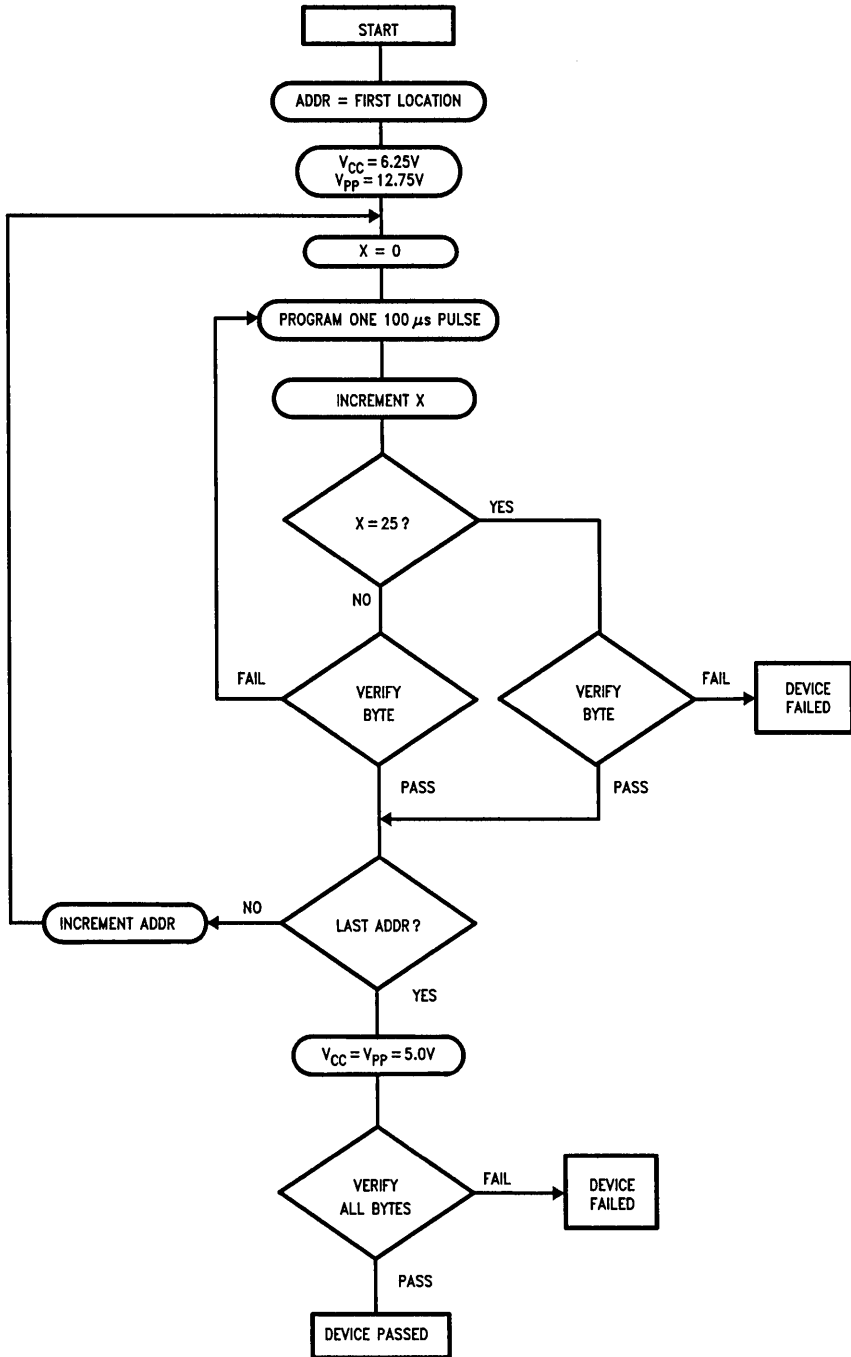 START
ADDR = FIRST LOCATION
VCC = 6.25V
VPP = 12.75V
X = 0
PROGRAM ONE 100 μs PULSE
INCREMENT X
X = 25 ?
YES
NO
FAIL
VERIFY
BYTE
VERIFY
BYTE
FAIL
DEVICE
FAILED
PASS
PASS
INCREMENT ADDR
NO
LAST ADDR ?
YES
VCC = VPP = 5.0V
VERIFY
ALL BYTES
FAIL
DEVICE
FAILED
PASS
DEVICE PASSED